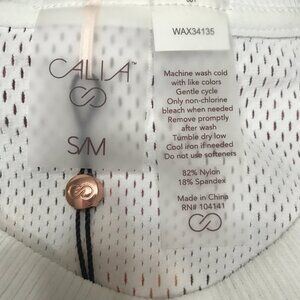 001
WAX34135
CALIA
S/M
Machine wash cold
with like colors
Gentle cycle
Only non-chlorine
bleach when needed
Remove promptly
after wash
Tumble dry low
Cool iron if needed
Do not use softeners
82% Nylon
18% Spandex
Made in China
RN# 104141